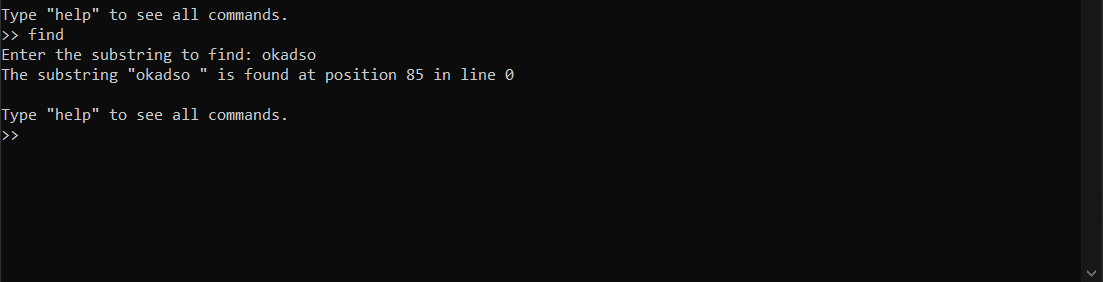 Type "help" to see all commands.
>> find
Enter the substring to find: okadso
The substring "okadso " is found at position 85 in line 0
Type "help" to see all commands.
>>